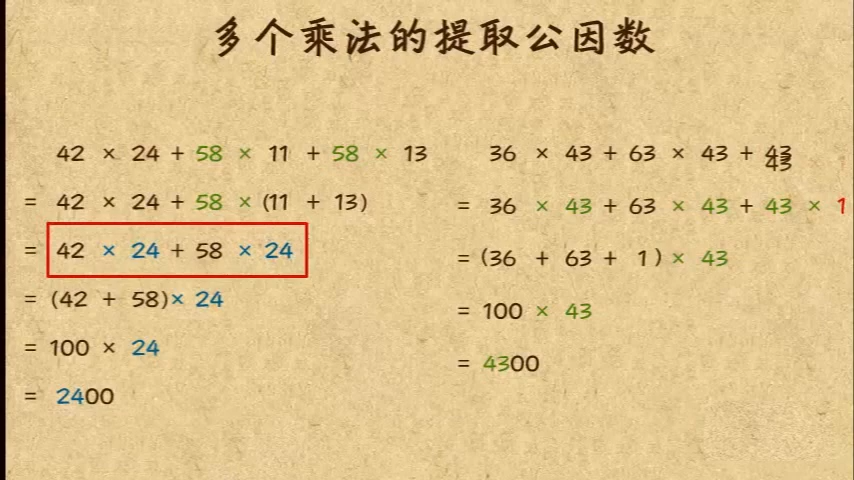 多个乘法的提取公因数
42 × 24 + 58 × 11 + 58 × 13
= 42 × 24 + 58 × (11 + 13)
= 42 × 24 + 58 × 24
= (42 + 58)× 24
= 100 × 24
= 2400
36 × 43 + 63 × 43 + 43
43
= 36 × 43 + 63 × 43 + 43 × 1
= (36 + 63 + 1) × 43
= 100 × 43
= 4300